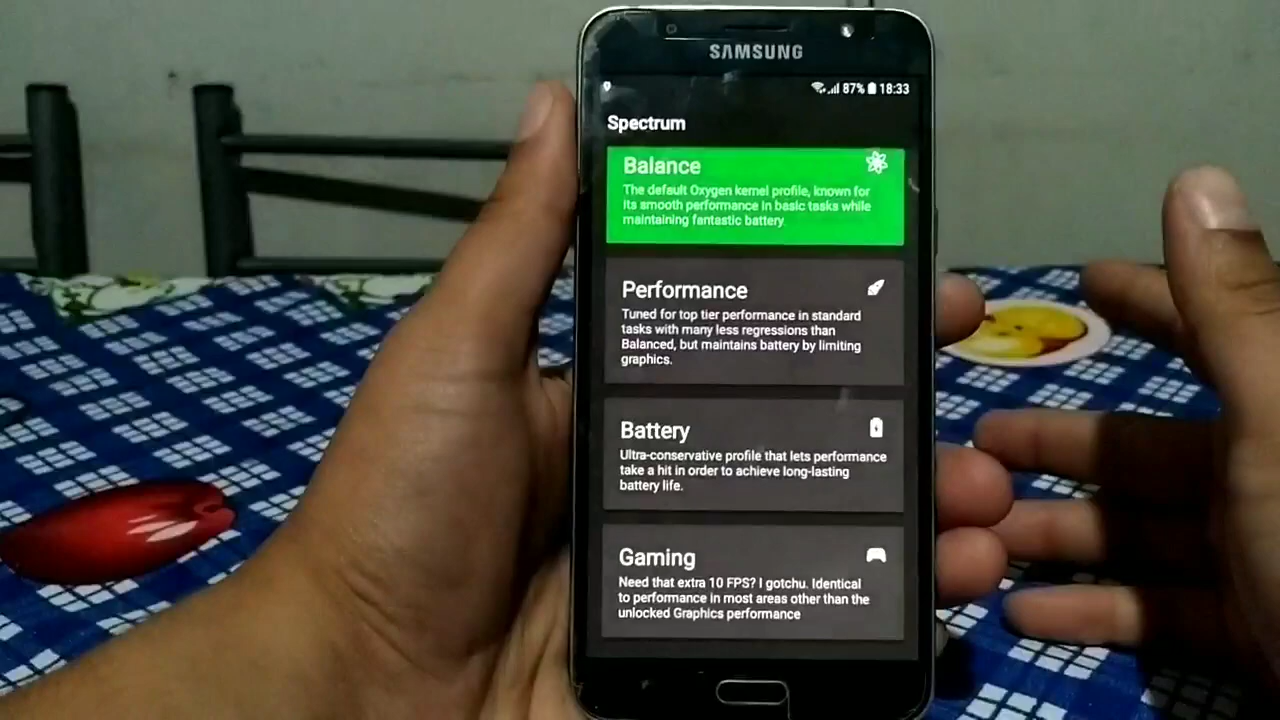 SAMSUNG
87% 18:33
Spectrum
Balance
The default Oxygen kernel profile, known for
its smooth performance in basic tasks while
maintaining fantastic battery.
Performance
Tuned for top tier performance in standard
tasks with many less regressions than
Balanced, but maintains battery by limiting
graphics.
Battery
Ultra-conservative profile that lets performance
take a hit in order to achieve long-lasting
battery life.
Gaming
Need that extra 10 FPS? I gotchu. Identical
to performance in most areas other than the
unlocked Graphics performance